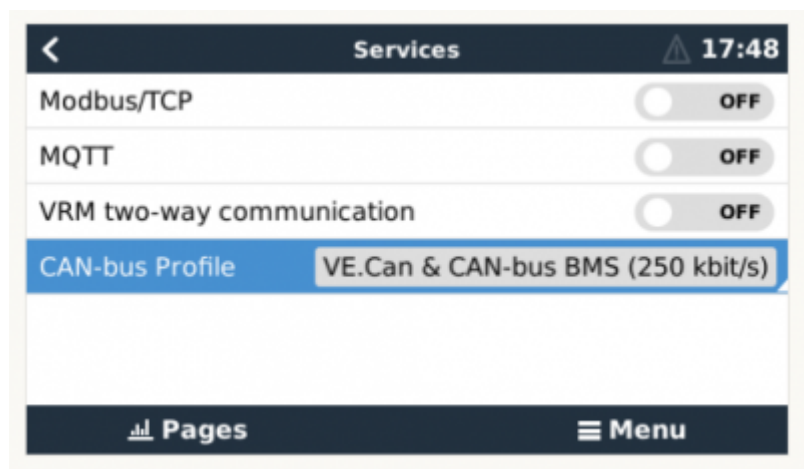 Services 17:48
Modbus/TCP OFF
MQTT OFF
VRM two-way communication OFF
CAN-bus Profile VE.Can & CAN-bus BMS (250 kbit/s)
Pages Menu